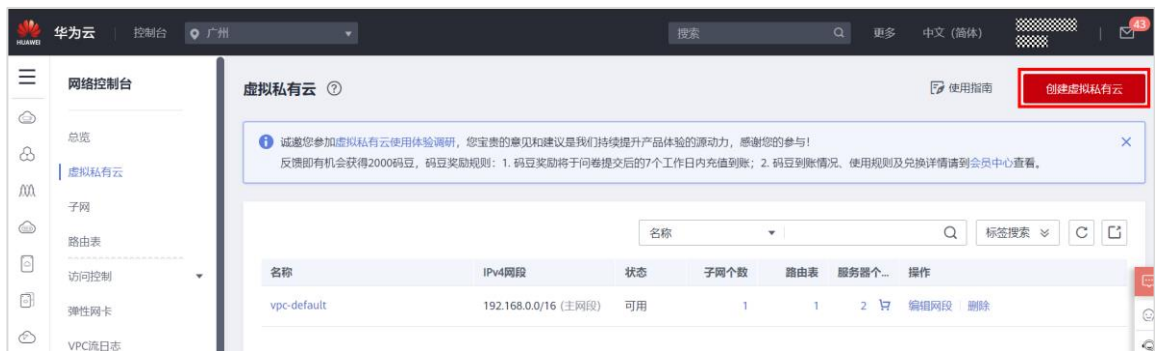 HUAWEI
华为云 控制台 广州 搜索 更多 中文 (简体) 43
网络控制台
总览
虚拟私有云
子网
路由表
访问控制
弹性网卡
VPC流日志
虚拟私有云 使用指南 创建虚拟私有云
诚邀您参加虚拟私有云使用体验调研，您宝贵的意见和建议是我们持续提升产品体验的源动力，感谢您的参与！
反馈即有机会获得2000码豆，码豆奖励规则：1. 码豆奖励将于问卷提交后的7个工作日内充值到账；2. 码豆到账情况、使用规则及兑换详情请到会员中心查看。
名称 标签搜索
名称 IPv4网段 状态 子网个数 路由表 服务器个... 操作
vpc-default 192.168.0.0/16 (主网段) 可用 1 1 2 编辑网段 删除